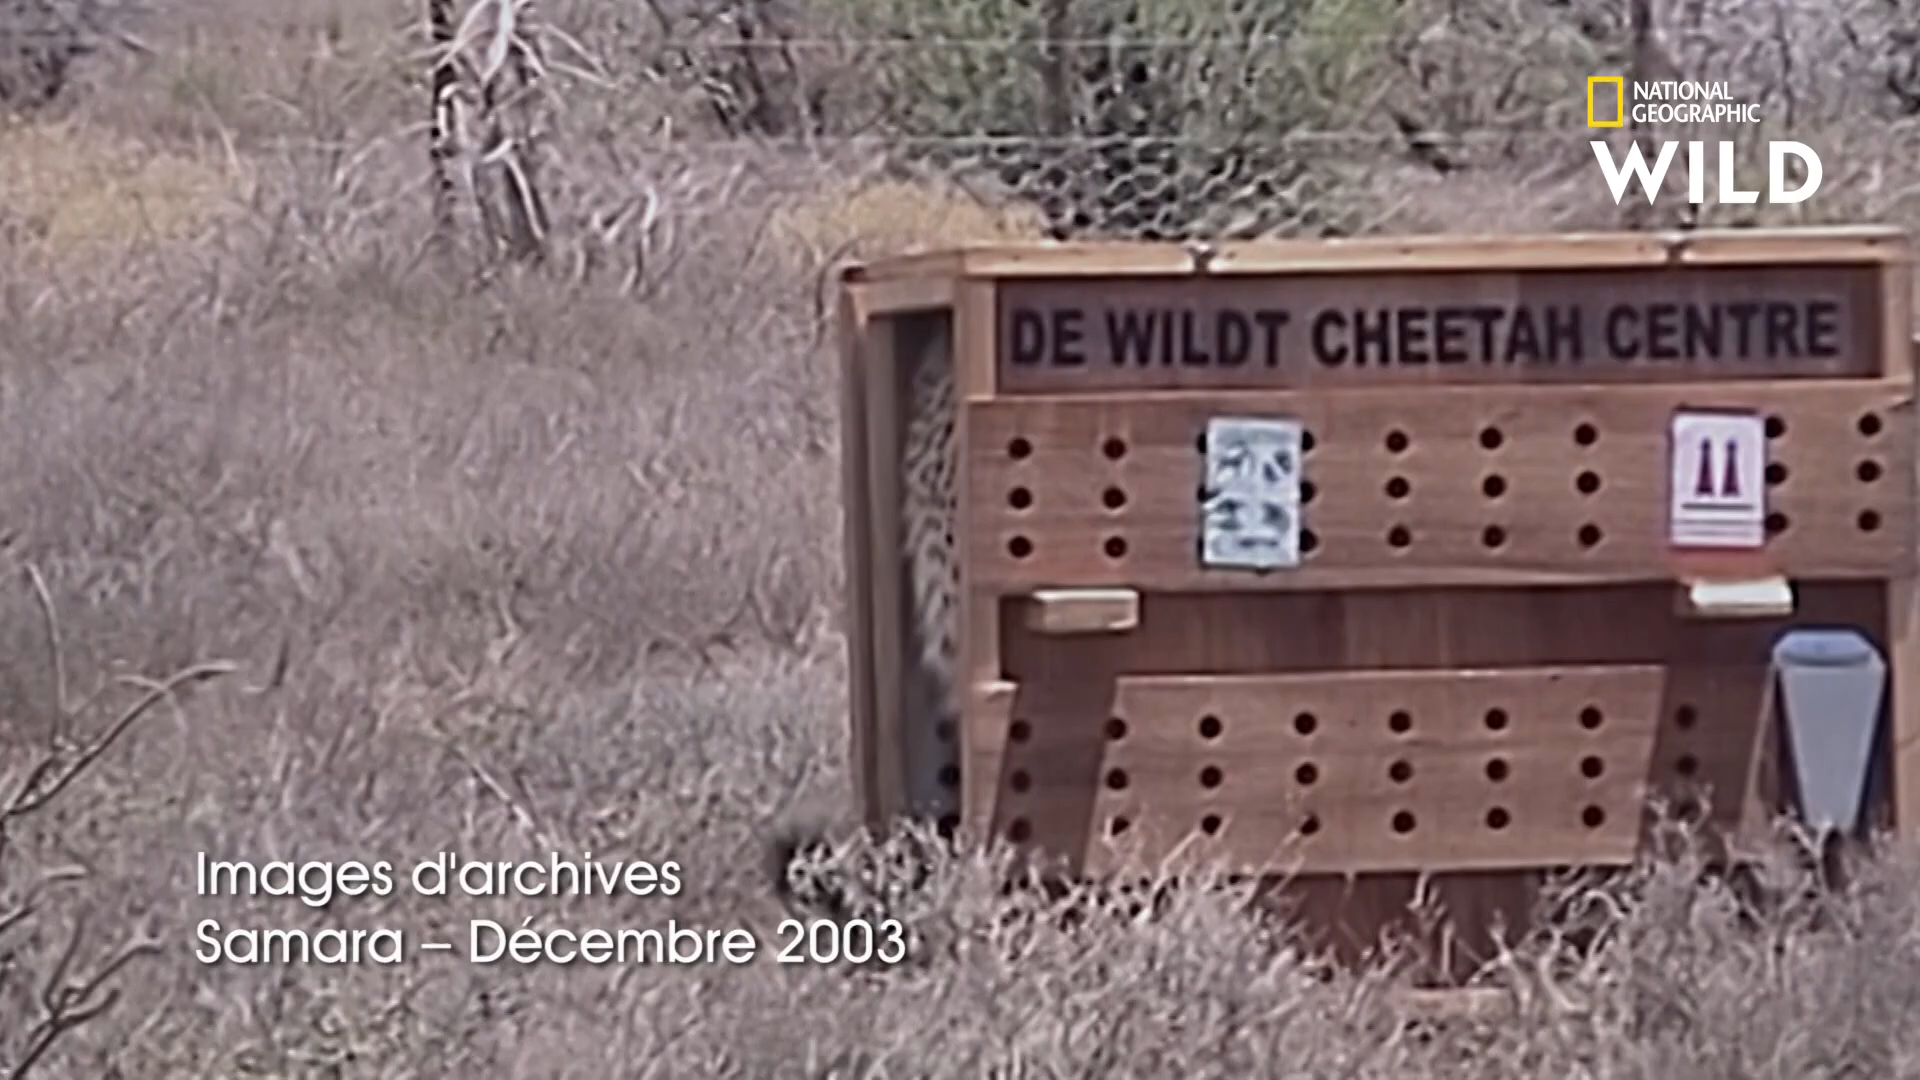 NATIONAL
GEOGRAPHIC
WILD
DE WILDT CHEETAH CENTRE
Images d'archives
Samara – Décembre 2003